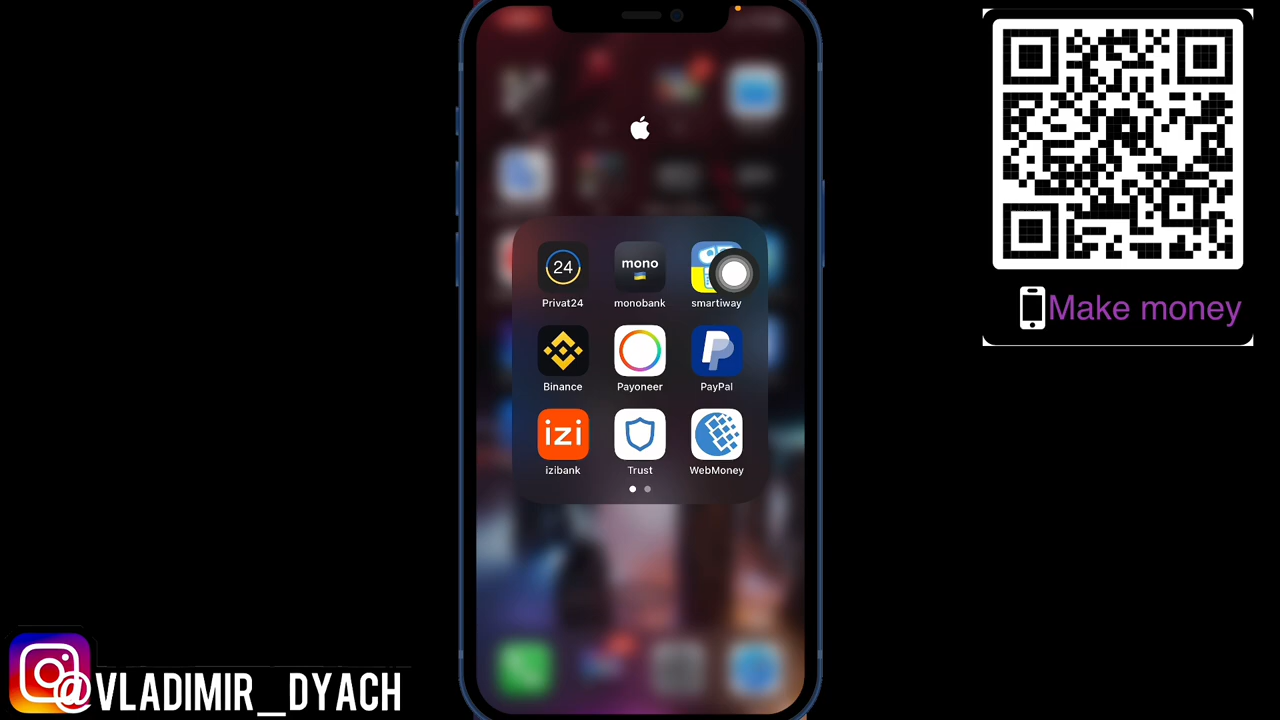 24
mono
Privat24
monobank
smartiway
Binance
Payoneer
PayPal
izi
izibank
Trust
WebMoney
Make money
@VLADIMIR_DYACH